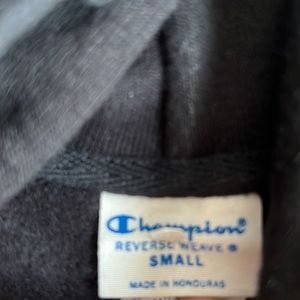 Champion
REVERSE WEAVE ®
SMALL
MADE IN HONDURAS